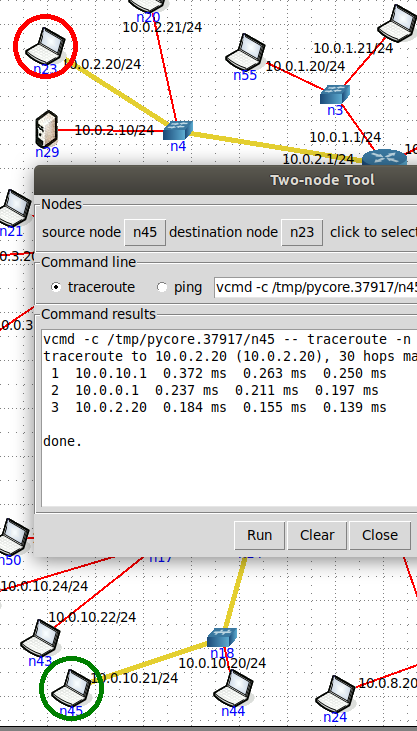 n20
10.0.2.21/24
n23
10.0.2.20/24
n55
10.0.1.20/24
10.0.1.21/24
n3
n29
10.0.2.10/24
n4
10.0.1.1/24
10.0.2.1/24
Two-node Tool
Nodes
source node n45 destination node n23 click to select
n21
Command line
traceroute ping vcmd -c /tmp/pycore.37917/n45
Command results
vcmd -c /tmp/pycore.37917/n45 -- traceroute -n
traceroute to 10.0.2.20 (10.0.2.20), 30 hops ma
1 10.0.10.1 0.372 ms 0.263 ms 0.250 ms
2 10.0.0.1 0.237 ms 0.211 ms 0.197 ms
3 10.0.2.20 0.184 ms 0.155 ms 0.139 ms
done.
Run Clear Close
n50
n17
0.0.10.24/24
10.0.10.22/24
n43
n18
10.0.10.20/24
10.0.10.21/24
n45
n44
n24
10.0.8.20